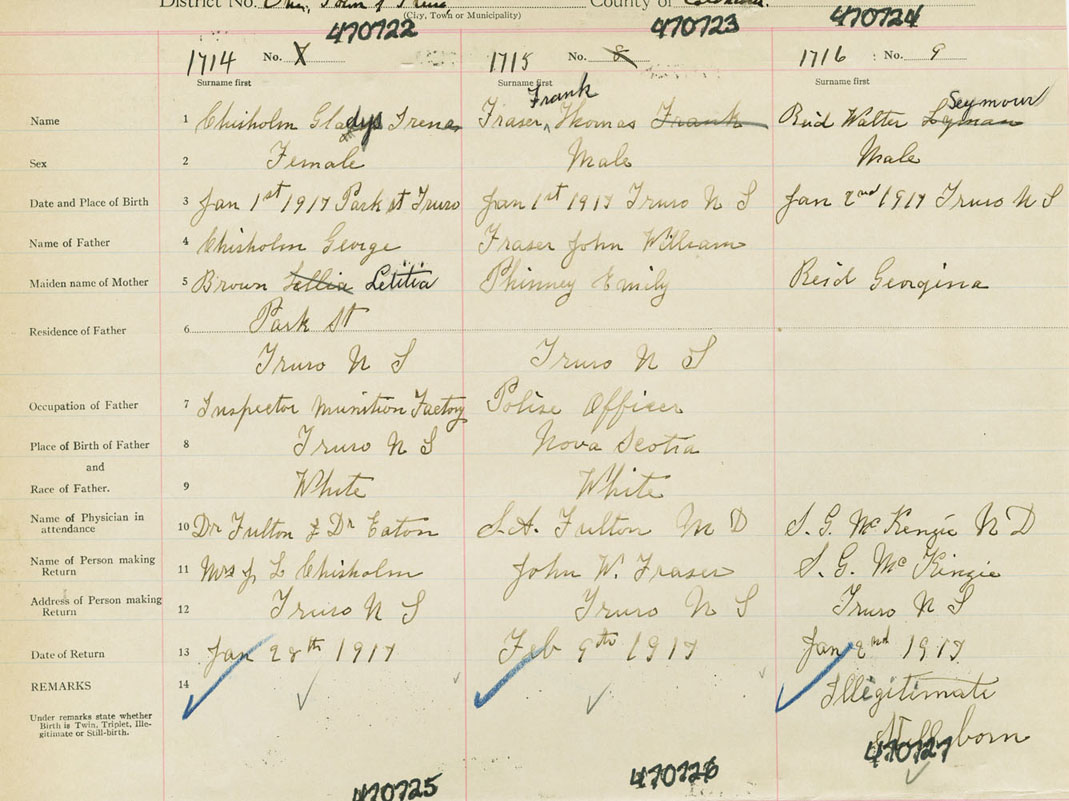 District No. Town of Truro County of
(City, Town or Municipality)
470722 470723 470724
1714 No. 1715 No. 8 1716 No. 9
Surname first Surname first Surname first
Name 1 Chisholm Gladys Irene Fraser, Frank Thomas Frank Reid Walter Lyman Seymour
Sex 2 Female Male Male
Date and Place of Birth 3 Jan 1st 1917 Park st Truro Jan 1st 1917 Truro N S Jan 2nd 1917 Truro N S
Name of Father 4 Chisholm George Fraser John William
Maiden name of Mother 5 Brown Lillia Letitia Phinney Emily Reid Georgina
Residence of Father 6 Park St
Truro N S Truro N S
Occupation of Father 7 Inspector Munition Factory Police Officer
Place of Birth of Father 8 Truro N S Nova Scotia
and
Race of Father. 9 White White
Name of Physician in
attendance 10 Dr Fulton & Dr Eaton S.A. Fulton M D S. G. McKenzie M D
Name of Person making
Return 11 Mrs J L Chisholm John W. Fraser S. G. McKinzie
Address of Person making
Return 12 Truro N S Truro N S Truro N S
Date of Return 13 Jan 28th 1917 Feb 9th 1917 Jan 2nd 1917
REMARKS 14 Illegitimate
Under remarks state whether
Birth is Twin, Triplet, Ille-
gitimate or Still-birth.
Stillborn
470725 470726 470727